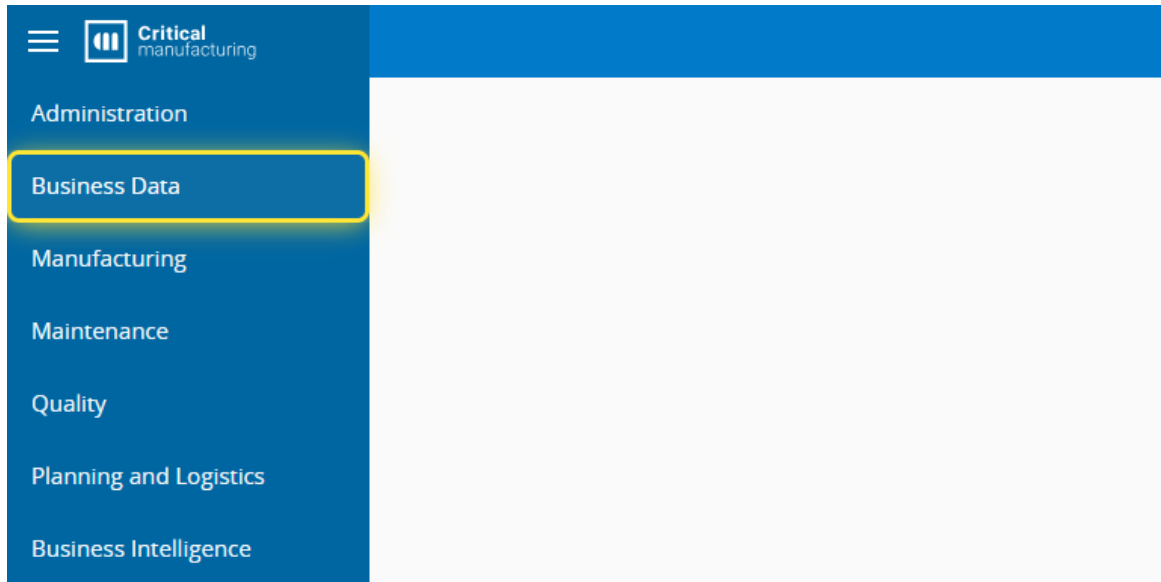 Critical
manufacturing
Administration
Business Data
Manufacturing
Maintenance
Quality
Planning and Logistics
Business Intelligence